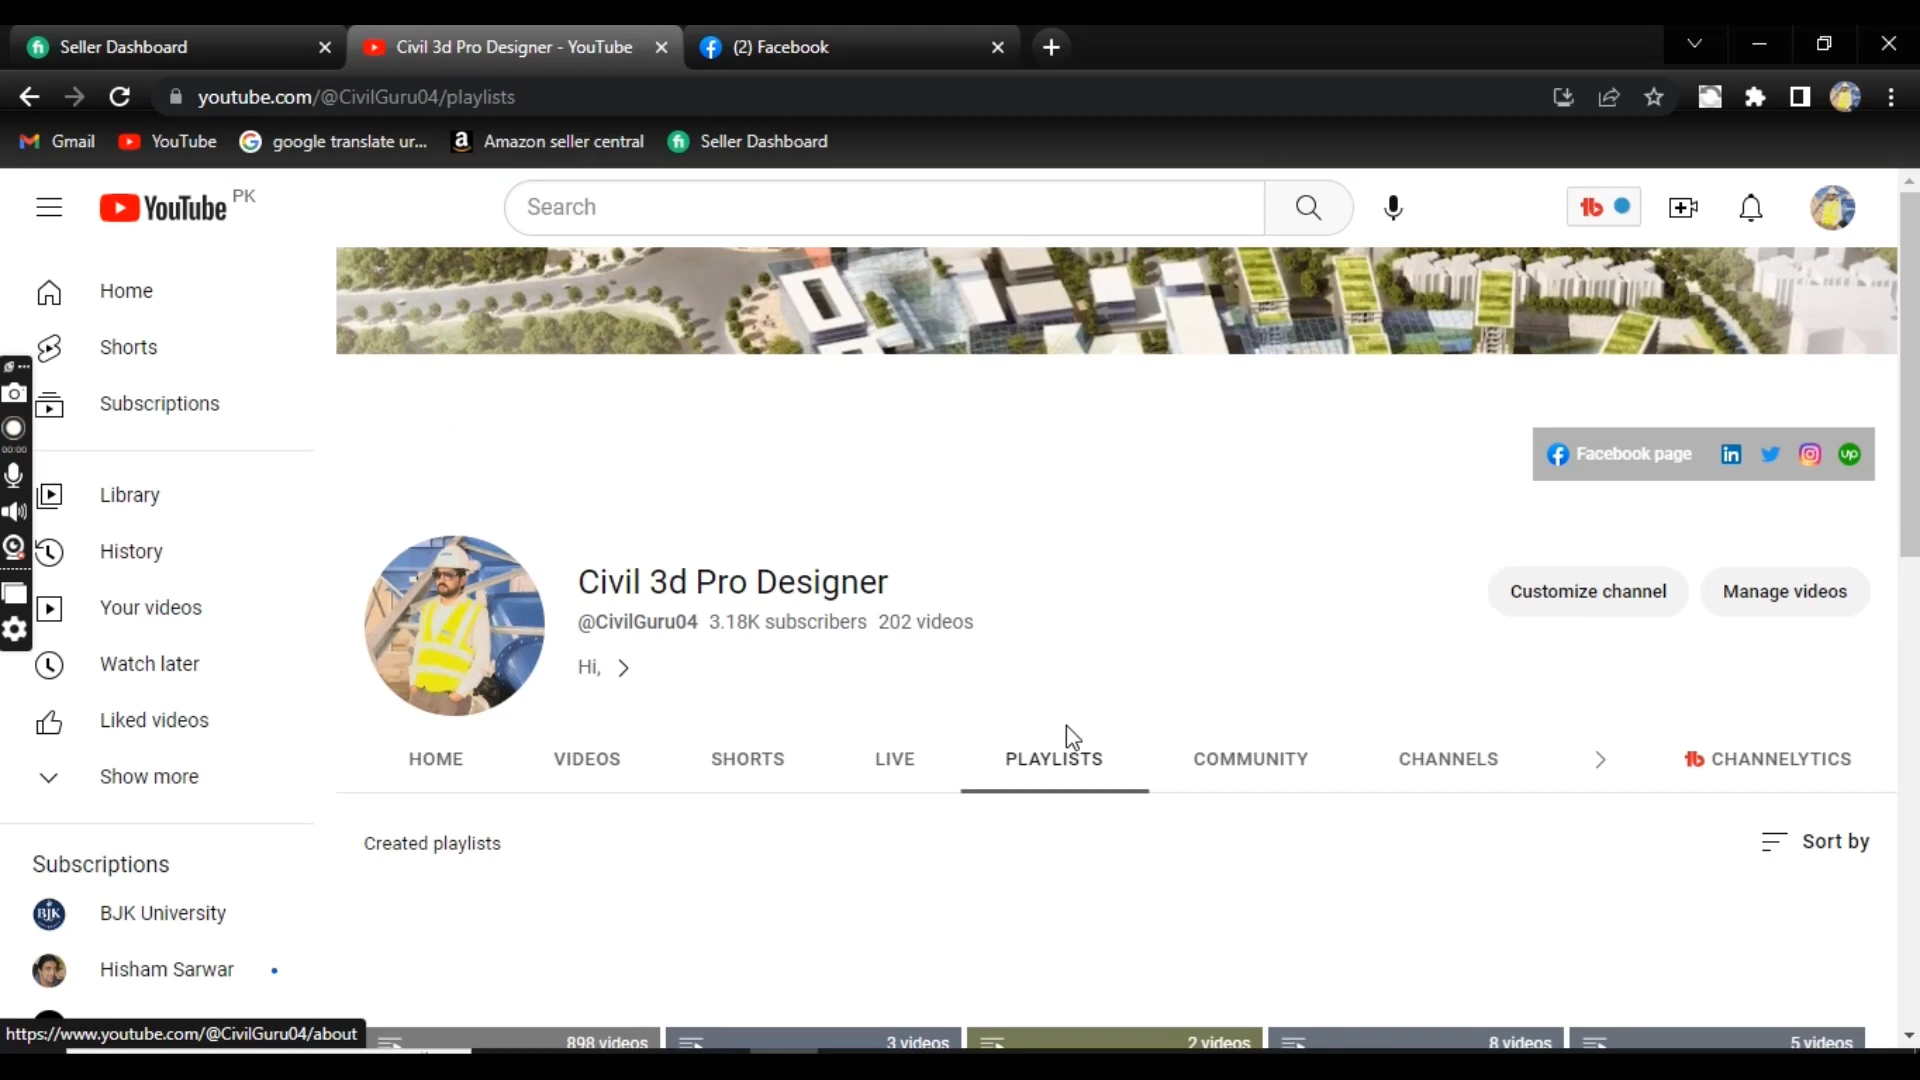 Seller Dashboard
Civil 3d Pro Designer - YouTube
(2) Facebook
youtube.com/@CivilGuru04/playlists
Gmail
YouTube
google translate ur...
Amazon seller central
Seller Dashboard
YouTube PK
Search
Home
Shorts
Subscriptions
00:00
Library
History
Your videos
Watch later
Liked videos
Show more
Subscriptions
BJK University
Hisham Sarwar
https://www.youtube.com/@CivilGuru04/about
Facebook page
Civil 3d Pro Designer
@CivilGuru04 3.18K subscribers 202 videos
Hi,
Customize channel
Manage videos
HOME
VIDEOS
SHORTS
LIVE
PLAYLISTS
COMMUNITY
CHANNELS
CHANNELYTICS
Created playlists
Sort by
898 videos
3 videos
2 videos
8 videos
5 videos